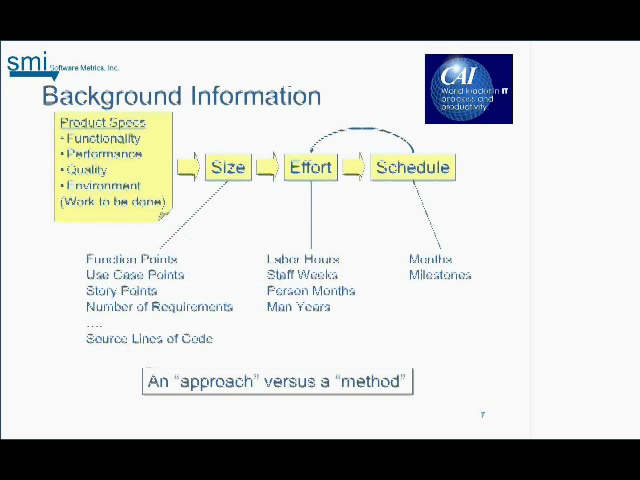 smi Software Metrics, Inc.
CAI
World leader in IT
process and
productivity
Background Information
Product Specs
• Functionality
• Performance
• Quality
• Environment
(Work to be done)
Size
Effort
Schedule
Function Points
Use Case Points
Story Points
Number of Requirements
....
Source Lines of Code
Labor Hours
Staff Weeks
Person Months
Man Years
Months
Milestones
An “approach” versus a “method”
7